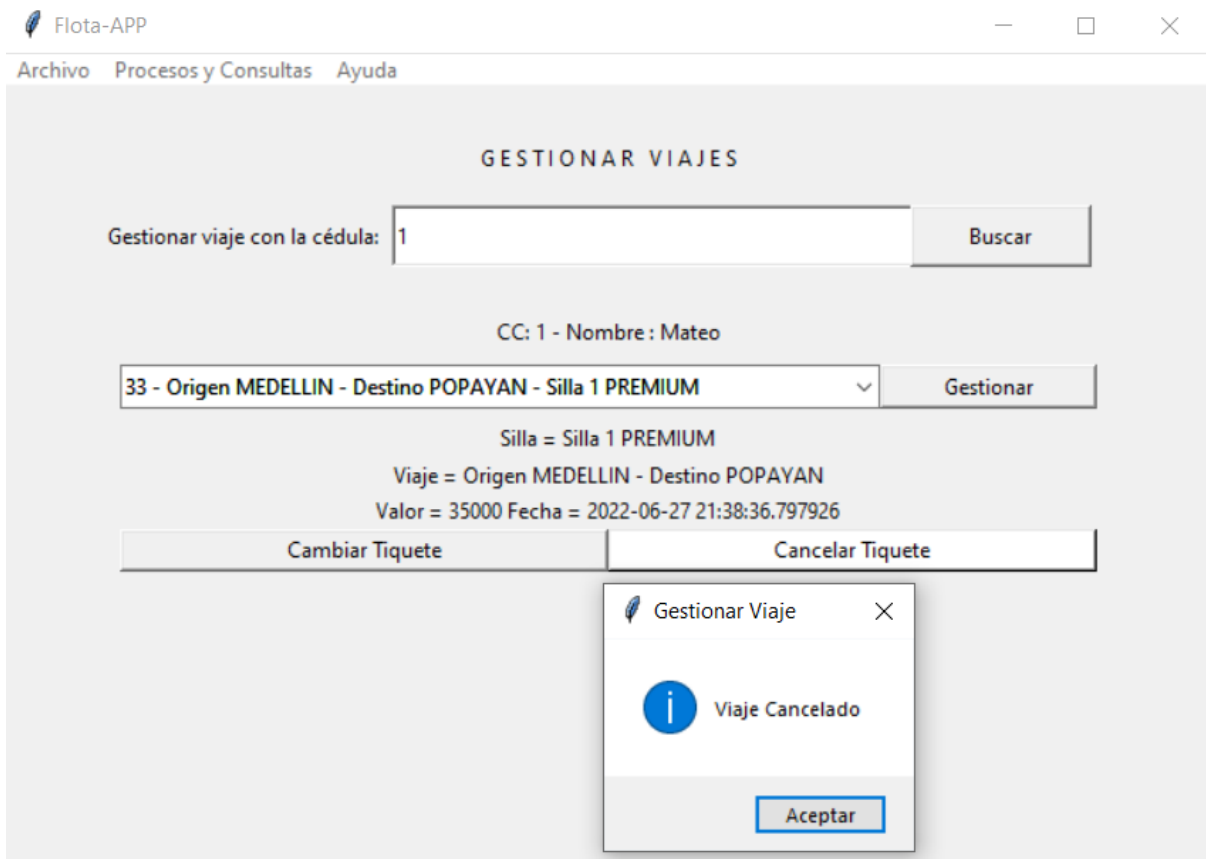 Flota-APP
Archivo Procesos y Consultas Ayuda
GESTIONAR VIAJES
Gestionar viaje con la cédula: 1 Buscar
CC: 1 - Nombre : Mateo
33 - Origen MEDELLIN - Destino POPAYAN - Silla 1 PREMIUM Gestionar
Silla = Silla 1 PREMIUM
Viaje = Origen MEDELLIN - Destino POPAYAN
Valor = 35000 Fecha = 2022-06-27 21:38:36.797926
Cambiar Tiquete Cancelar Tiquete
Gestionar Viaje
Viaje Cancelado
Aceptar